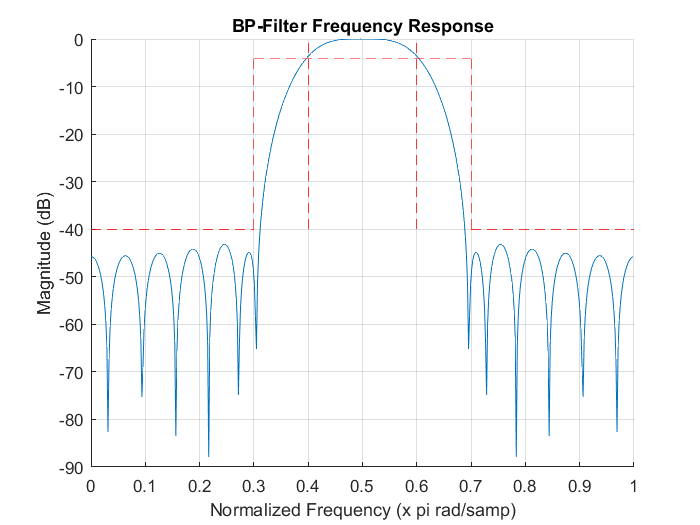 BP-Filter Frequency Response
Magnitude (dB)
0
-10
-20
-30
-40
-50
-60
-70
-80
-90
0 0.1 0.2 0.3 0.4 0.5 0.6 0.7 0.8 0.9 1
Normalized Frequency (x pi rad/samp)